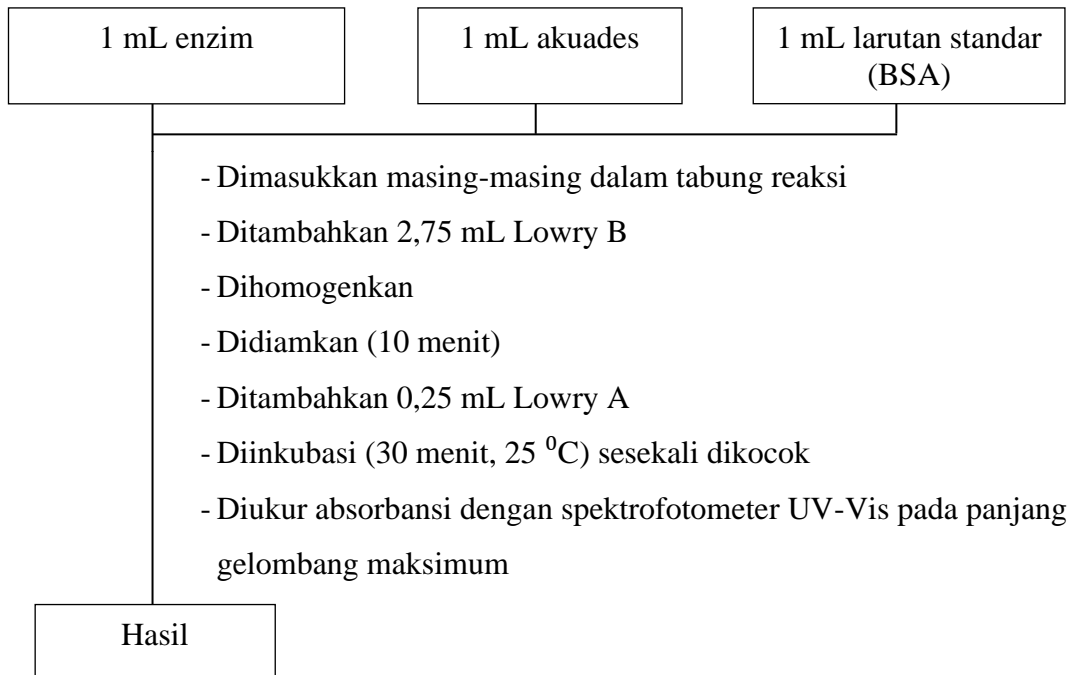 1 mL enzim
1 mL akuades
1 mL larutan standar
(BSA)
- Dimasukkan masing-masing dalam tabung reaksi
- Ditambahkan 2,75 mL Lowry B
- Dihomogenkan
- Didiamkan (10 menit)
- Ditambahkan 0,25 mL Lowry A
- Diinkubasi (30 menit, 25 ⁰C) sesekali dikocok
- Diukur absorbansi dengan spektrofotometer UV-Vis pada panjang
gelombang maksimum
Hasil